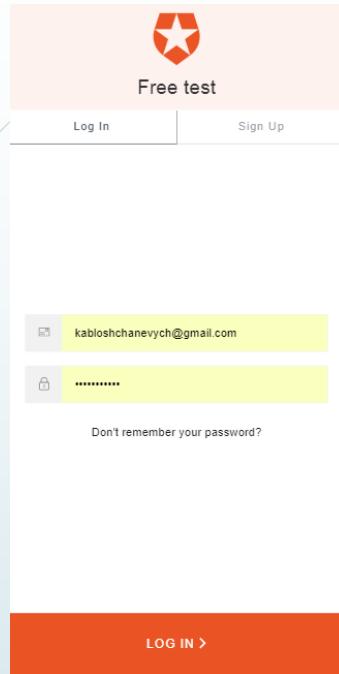 Free test
Log In
Sign Up
kabloshchanevych@gmail.com
•••••••••••
Don't remember your password?
LOG IN >